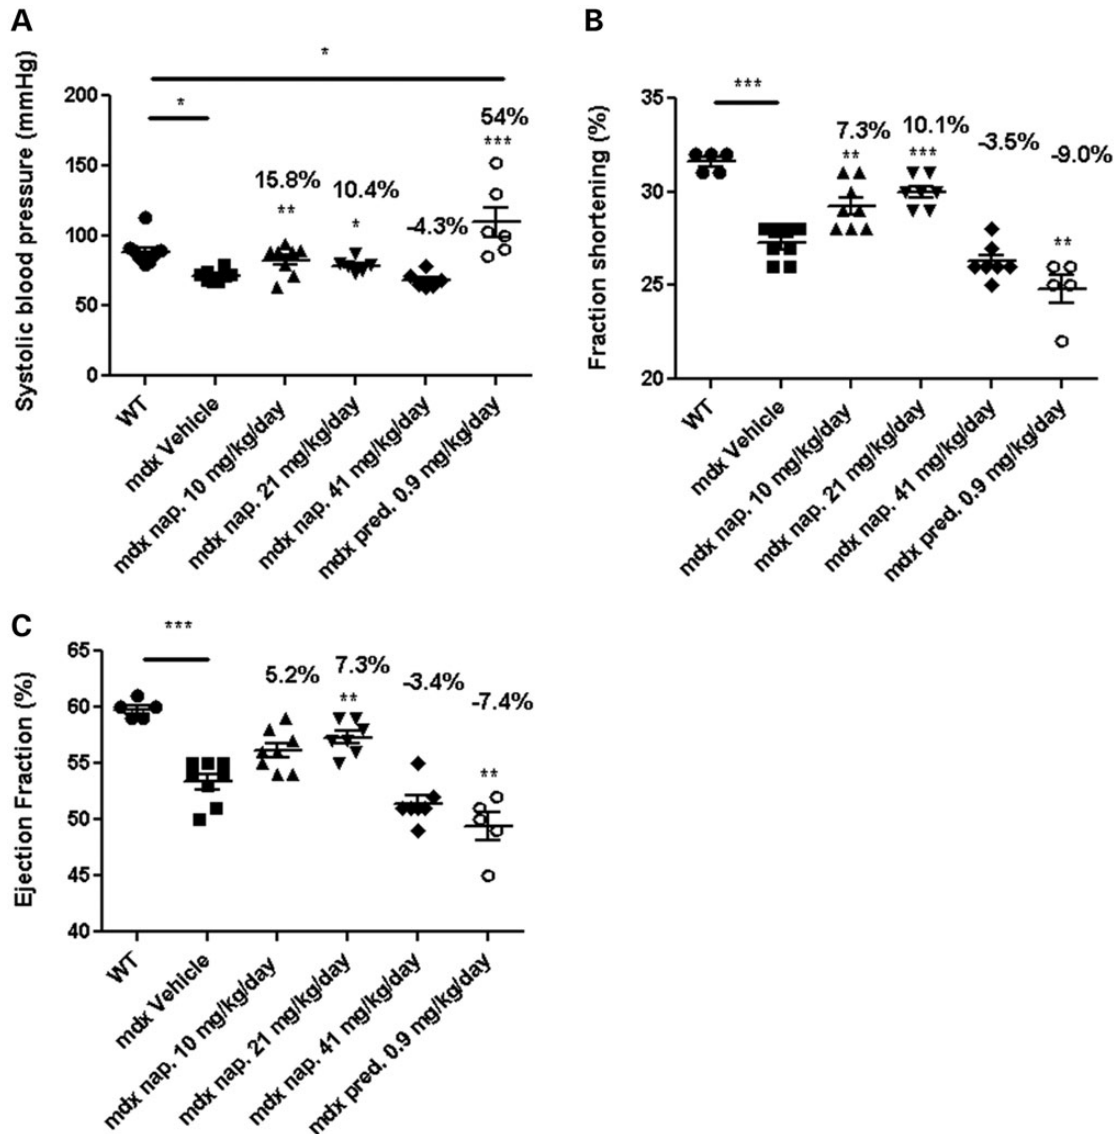 A
B
Systolic blood pressure (mmHg)
200
150
100
50
0
*
*
15.8%
**
10.4%
*
-4.3%
54%
***
WT
mdx Vehicle
mdx nap. 10 mg/kg/day
mdx nap. 21 mg/kg/day
mdx nap. 41 mg/kg/day
mdx pred. 0.9 mg/kg/day
Fraction shortening (%)
35
30
25
20
***
7.3%
**
10.1%
***
-3.5%
-9.0%
**
WT
mdx Vehicle
mdx nap. 10 mg/kg/day
mdx nap. 21 mg/kg/day
mdx nap. 41 mg/kg/day
mdx pred. 0.9 mg/kg/day
C
Ejection Fraction (%)
65
60
55
50
45
40
***
5.2%
7.3%
**
-3.4%
-7.4%
**
WT
mdx Vehicle
mdx nap. 10 mg/kg/day
mdx nap. 21 mg/kg/day
mdx nap. 41 mg/kg/day
mdx pred. 0.9 mg/kg/day